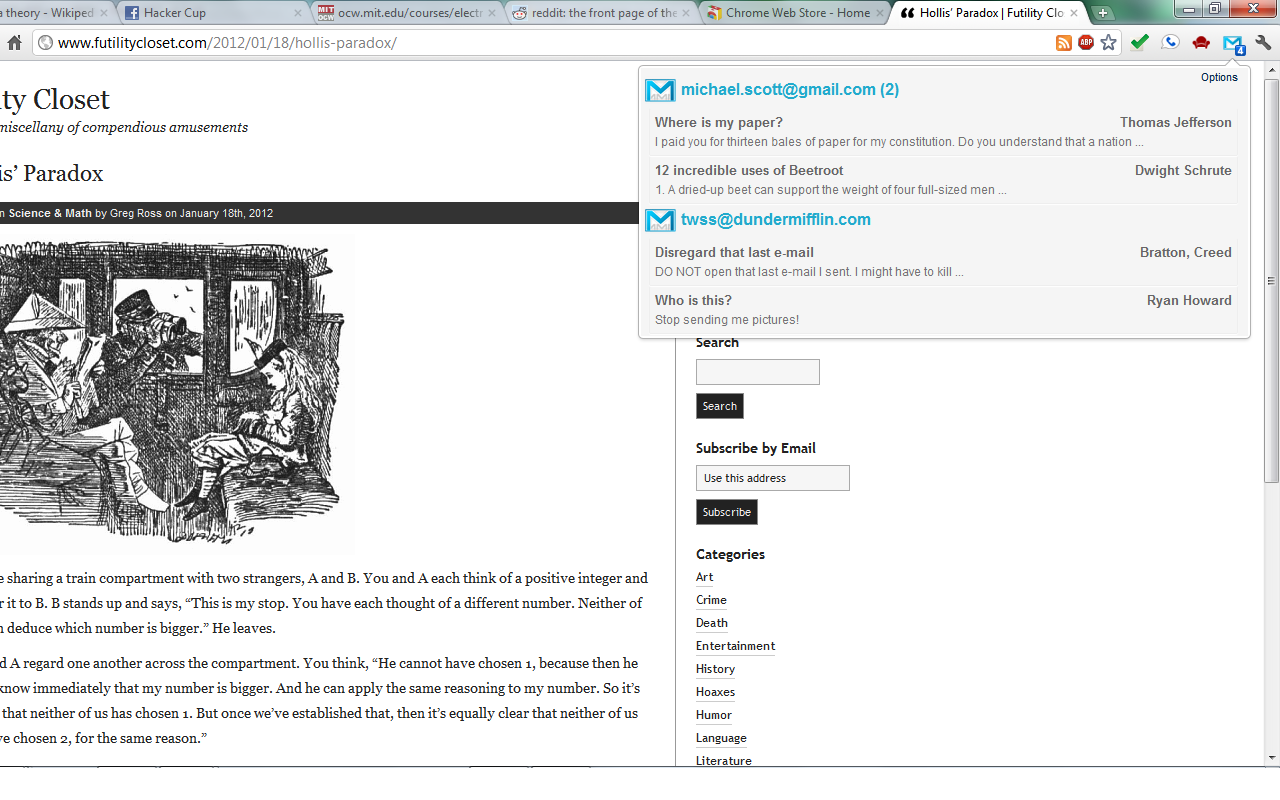 a theory - Wikiped
Hacker Cup
ocw.mit.edu/courses/electr
reddit: the front page of the
Chrome Web Store - Home
Hollis' Paradox | Futility Clo
www.futilitycloset.com/2012/01/18/hollis-paradox/
ABP
4
Options
michael.scott@gmail.com (2)
Where is my paper? Thomas Jefferson
I paid you for thirteen bales of paper for my constitution. Do you understand that a nation ...
12 incredible uses of Beetroot Dwight Schrute
1. A dried-up beet can support the weight of four full-sized men ...
twss@dundermifflin.com
Disregard that last e-mail Bratton, Creed
DO NOT open that last e-mail I sent. I might have to kill ...
Who is this? Ryan Howard
Stop sending me pictures!
ity Closet
miscellany of compendious amusements
is' Paradox
n Science & Math by Greg Ross on January 18th, 2012
e sharing a train compartment with two strangers, A and B. You and A each think of a positive integer and
r it to B. B stands up and says, “This is my stop. You have each thought of a different number. Neither of
n deduce which number is bigger.” He leaves.
d A regard one another across the compartment. You think, “He cannot have chosen 1, because then he
know immediately that my number is bigger. And he can apply the same reasoning to my number. So it's
that neither of us has chosen 1. But once we've established that, then it's equally clear that neither of us
ve chosen 2, for the same reason.”
Search
Search
Subscribe by Email
Use this address
Subscribe
Categories
Art
Crime
Death
Entertainment
History
Hoaxes
Humor
Language
Literature